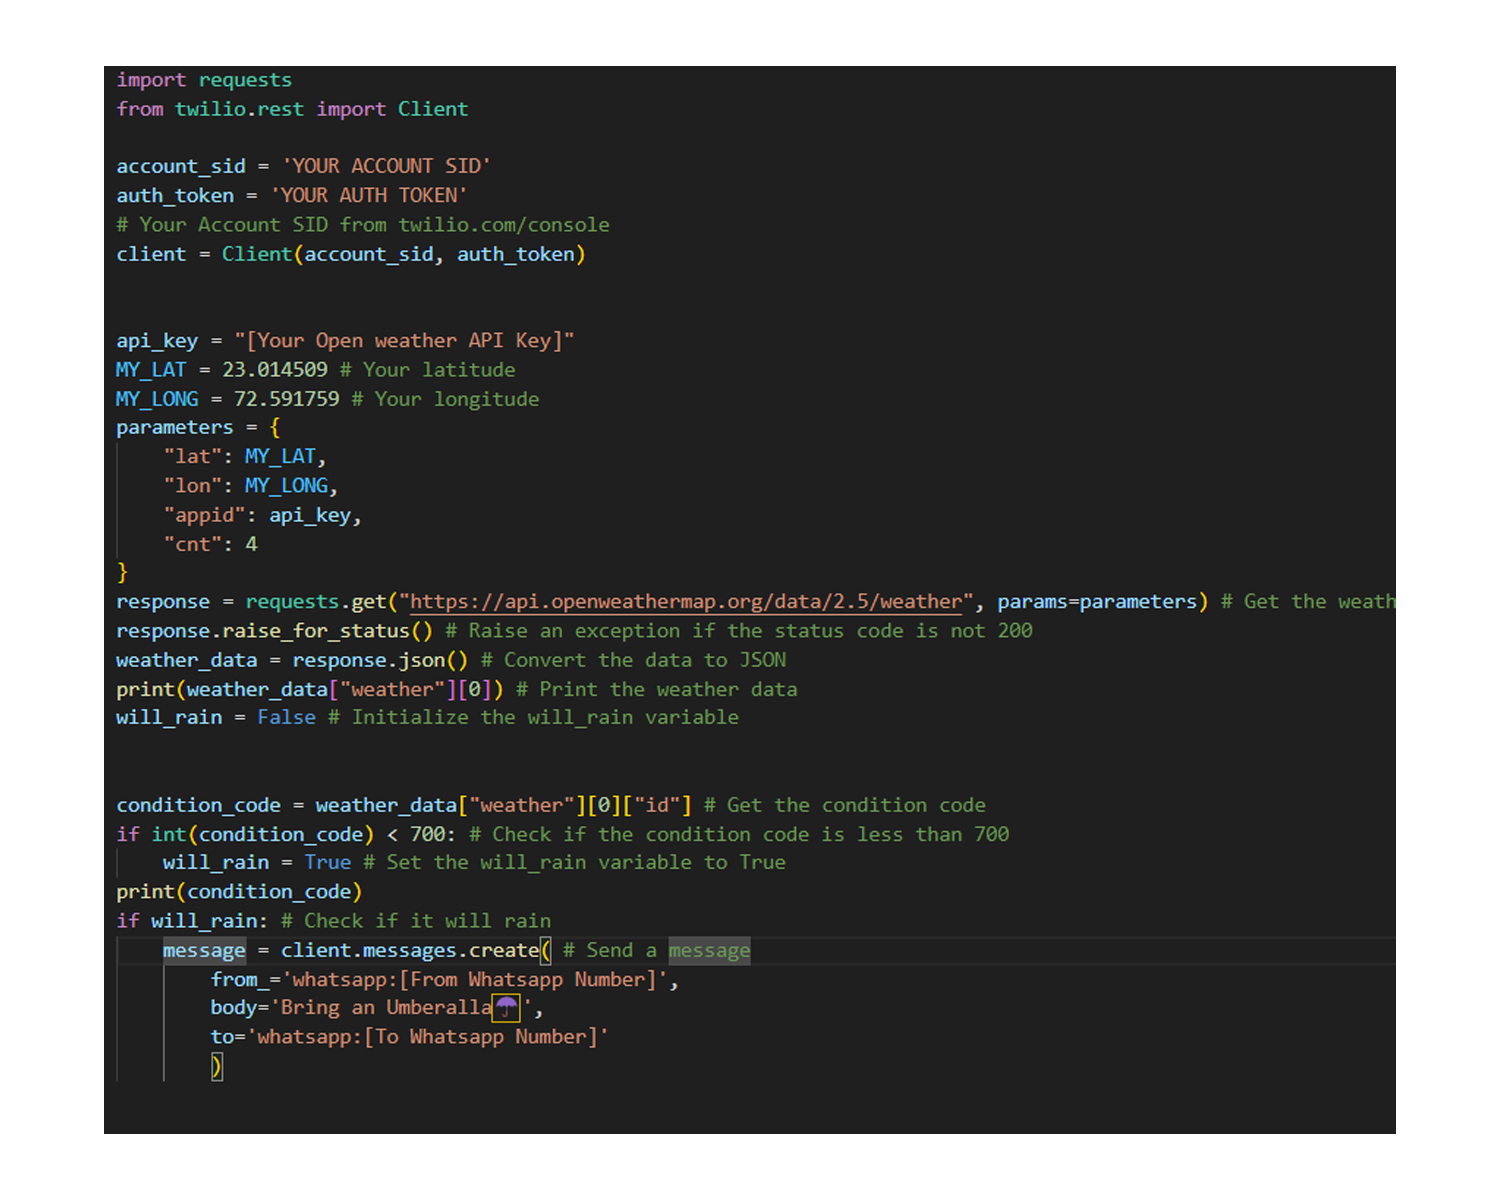 import requests
from twilio.rest import Client
account_sid = 'YOUR ACCOUNT SID'
auth_token = 'YOUR AUTH TOKEN'
# Your Account SID from twilio.com/console
client = Client(account_sid, auth_token)
api_key = "[Your Open weather API Key]"
MY_LAT = 23.014509 # Your latitude
MY_LONG = 72.591759 # Your longitude
parameters = {
    "lat": MY_LAT,
    "lon": MY_LONG,
    "appid": api_key,
    "cnt": 4
}
response = requests.get("https://api.openweathermap.org/data/2.5/weather", params=parameters) # Get the weath
response.raise_for_status() # Raise an exception if the status code is not 200
weather_data = response.json() # Convert the data to JSON
print(weather_data["weather"][0]) # Print the weather data
will_rain = False # Initialize the will_rain variable
condition_code = weather_data["weather"][0]["id"] # Get the condition code
if int(condition_code) < 700: # Check if the condition code is less than 700
    will_rain = True # Set the will_rain variable to True
print(condition_code)
if will_rain: # Check if it will rain
    message = client.messages.create( # Send a message
        from_='whatsapp:[From Whatsapp Number]',
        body='Bring an Umberalla☂',
        to='whatsapp:[To Whatsapp Number]'
        )